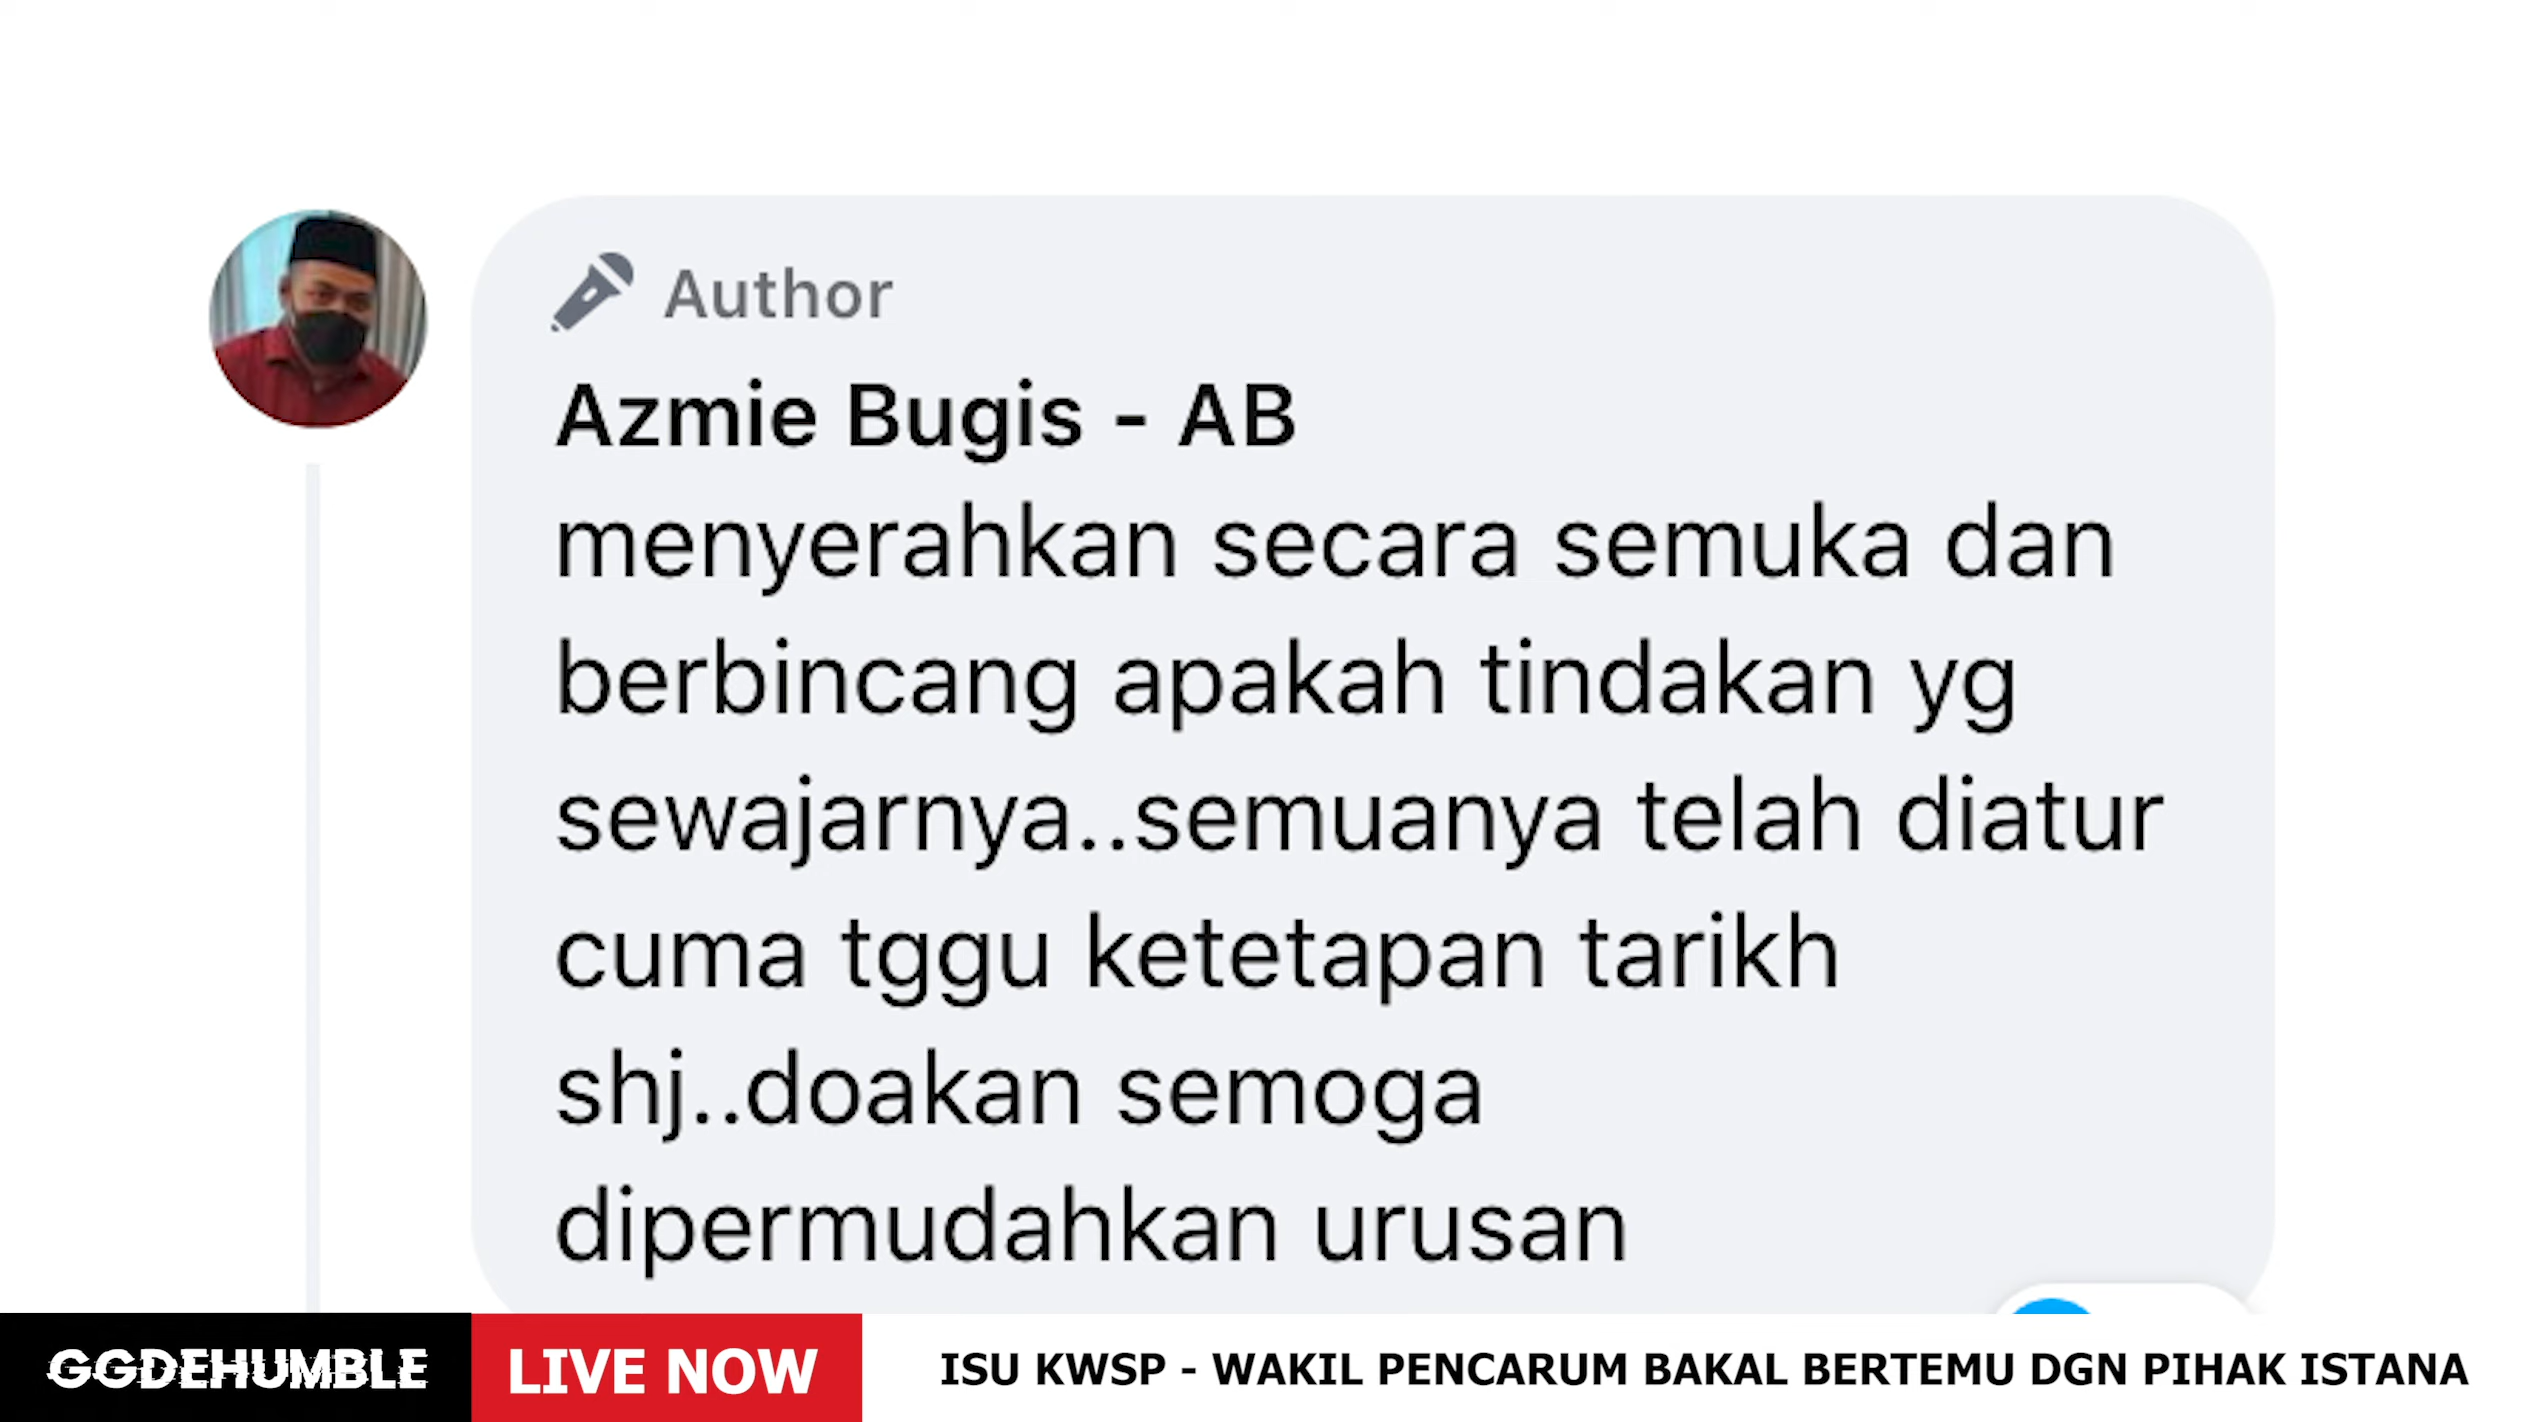 Author
Azmie Bugis - AB
menyerahkan secara semuka dan
berbincang apakah tindakan yg
sewajarnya..semuanya telah diatur
cuma tggu ketetapan tarikh
shj..doakan semoga
dipermudahkan urusan
GGDEHUMBLE
LIVE NOW
ISU KWSP - WAKIL PENCARUM BAKAL BERTEMU DGN PIHAK ISTANA